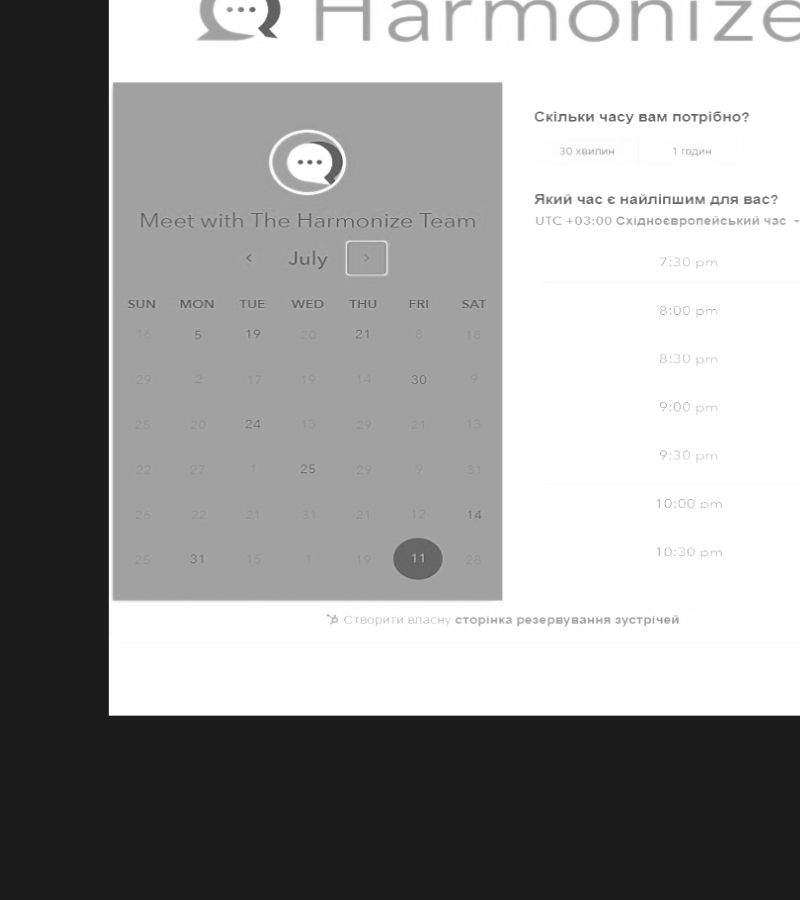 Harmonize
Meet with The Harmonize Team
July
SUN MON TUE WED THU FRI SAT
16 5 19 20 21 8 18
29 2 17 19 14 30 9
25 20 24 13 29 21 13
22 27 1 25 29 9 31
26 22 21 31 21 12 14
25 31 15 1 19 11 26
Скільки часу вам потрібно?
30 хвилин 1 годин
Який час є найліпшим для вас?
UTC +03:00 Східноєвропейський час
7:30 pm
8:00 pm
8:30 pm
9:00 pm
9:30 pm
10:00 pm
10:30 pm
Створити власну сторінка резервування зустрічей